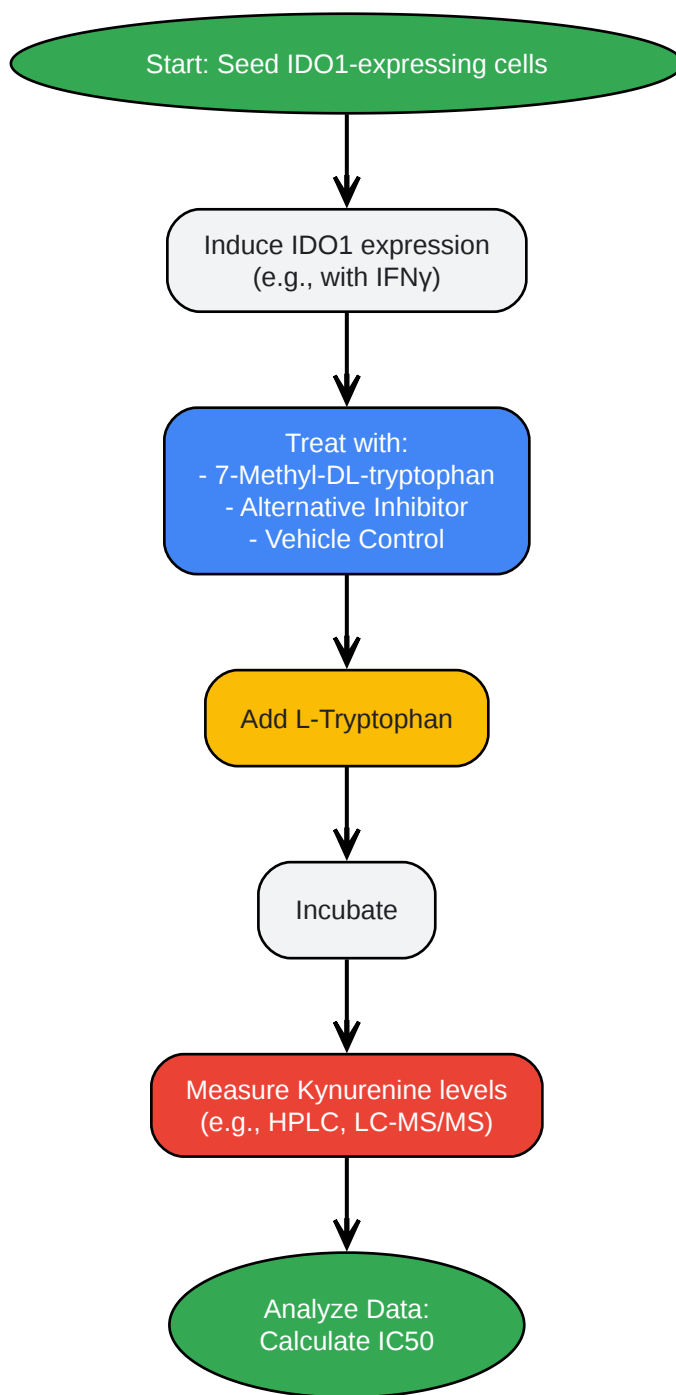 Start: Seed IDO1-expressing cells
Induce IDO1 expression
(e.g., with IFNγ)
Treat with:
- 7-Methyl-DL-tryptophan
- Alternative Inhibitor
- Vehicle Control
Add L-Tryptophan
Incubate
Measure Kynurenine levels
(e.g., HPLC, LC-MS/MS)
Analyze Data:
Calculate IC50